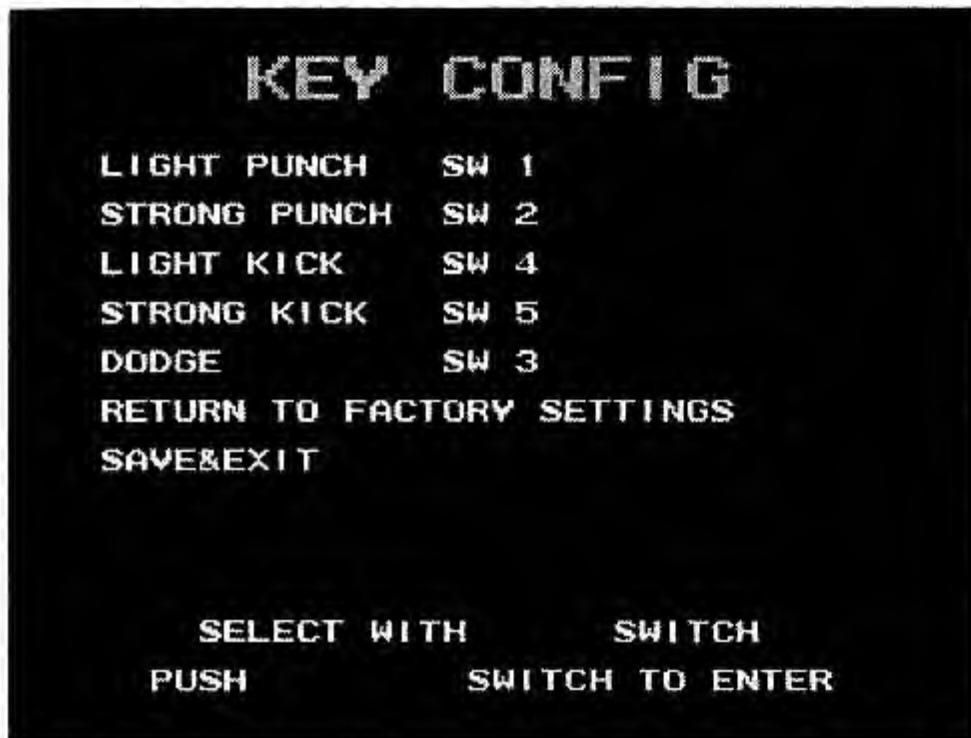 KEY CONFIG
LIGHT PUNCH SW 1
STRONG PUNCH SW 2
LIGHT KICK SW 4
STRONG KICK SW 5
DODGE SW 3
RETURN TO FACTORY SETTINGS
SAVE&EXIT
SELECT WITH SWITCH
PUSH SWITCH TO ENTER